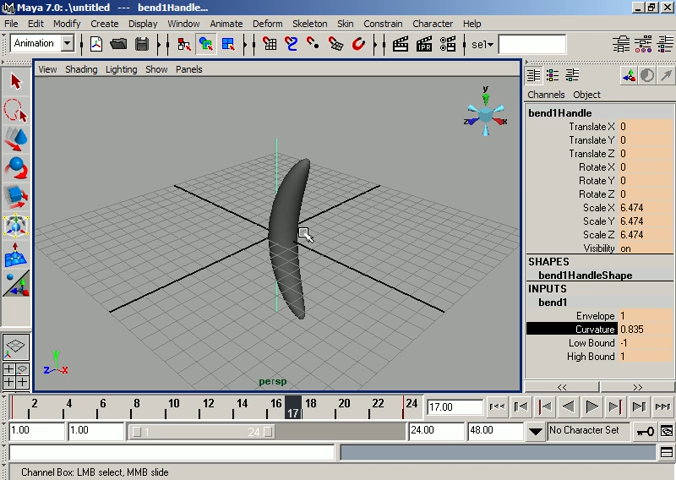 Maya 7.0: .\untitled --- bend1Handle...
File Edit Modify Create Display Window Animate Deform Skeleton Skin Constrain Character Help
Animation IPR sel
View Shading Lighting Show Panels
Channels Object
bend1Handle
Translate X 0
Translate Y 0
Translate Z 0
Rotate X 0
Rotate Y 0
Rotate Z 0
Scale X 6.474
Scale Y 6.474
Scale Z 6.474
Visibility on
SHAPES
bend1HandleShape
INPUTS
bend1
Envelope 1
Curvature 0.835
Low Bound -1
High Bound 1
y
z x
y
z x
persp
<< >>
2 4 6 8 10 12 14 16 17 18 20 22 24 17.00
1.00 1.00 1 24 24.00 48.00 No Character Set
Channel Box: LMB select, MMB slide